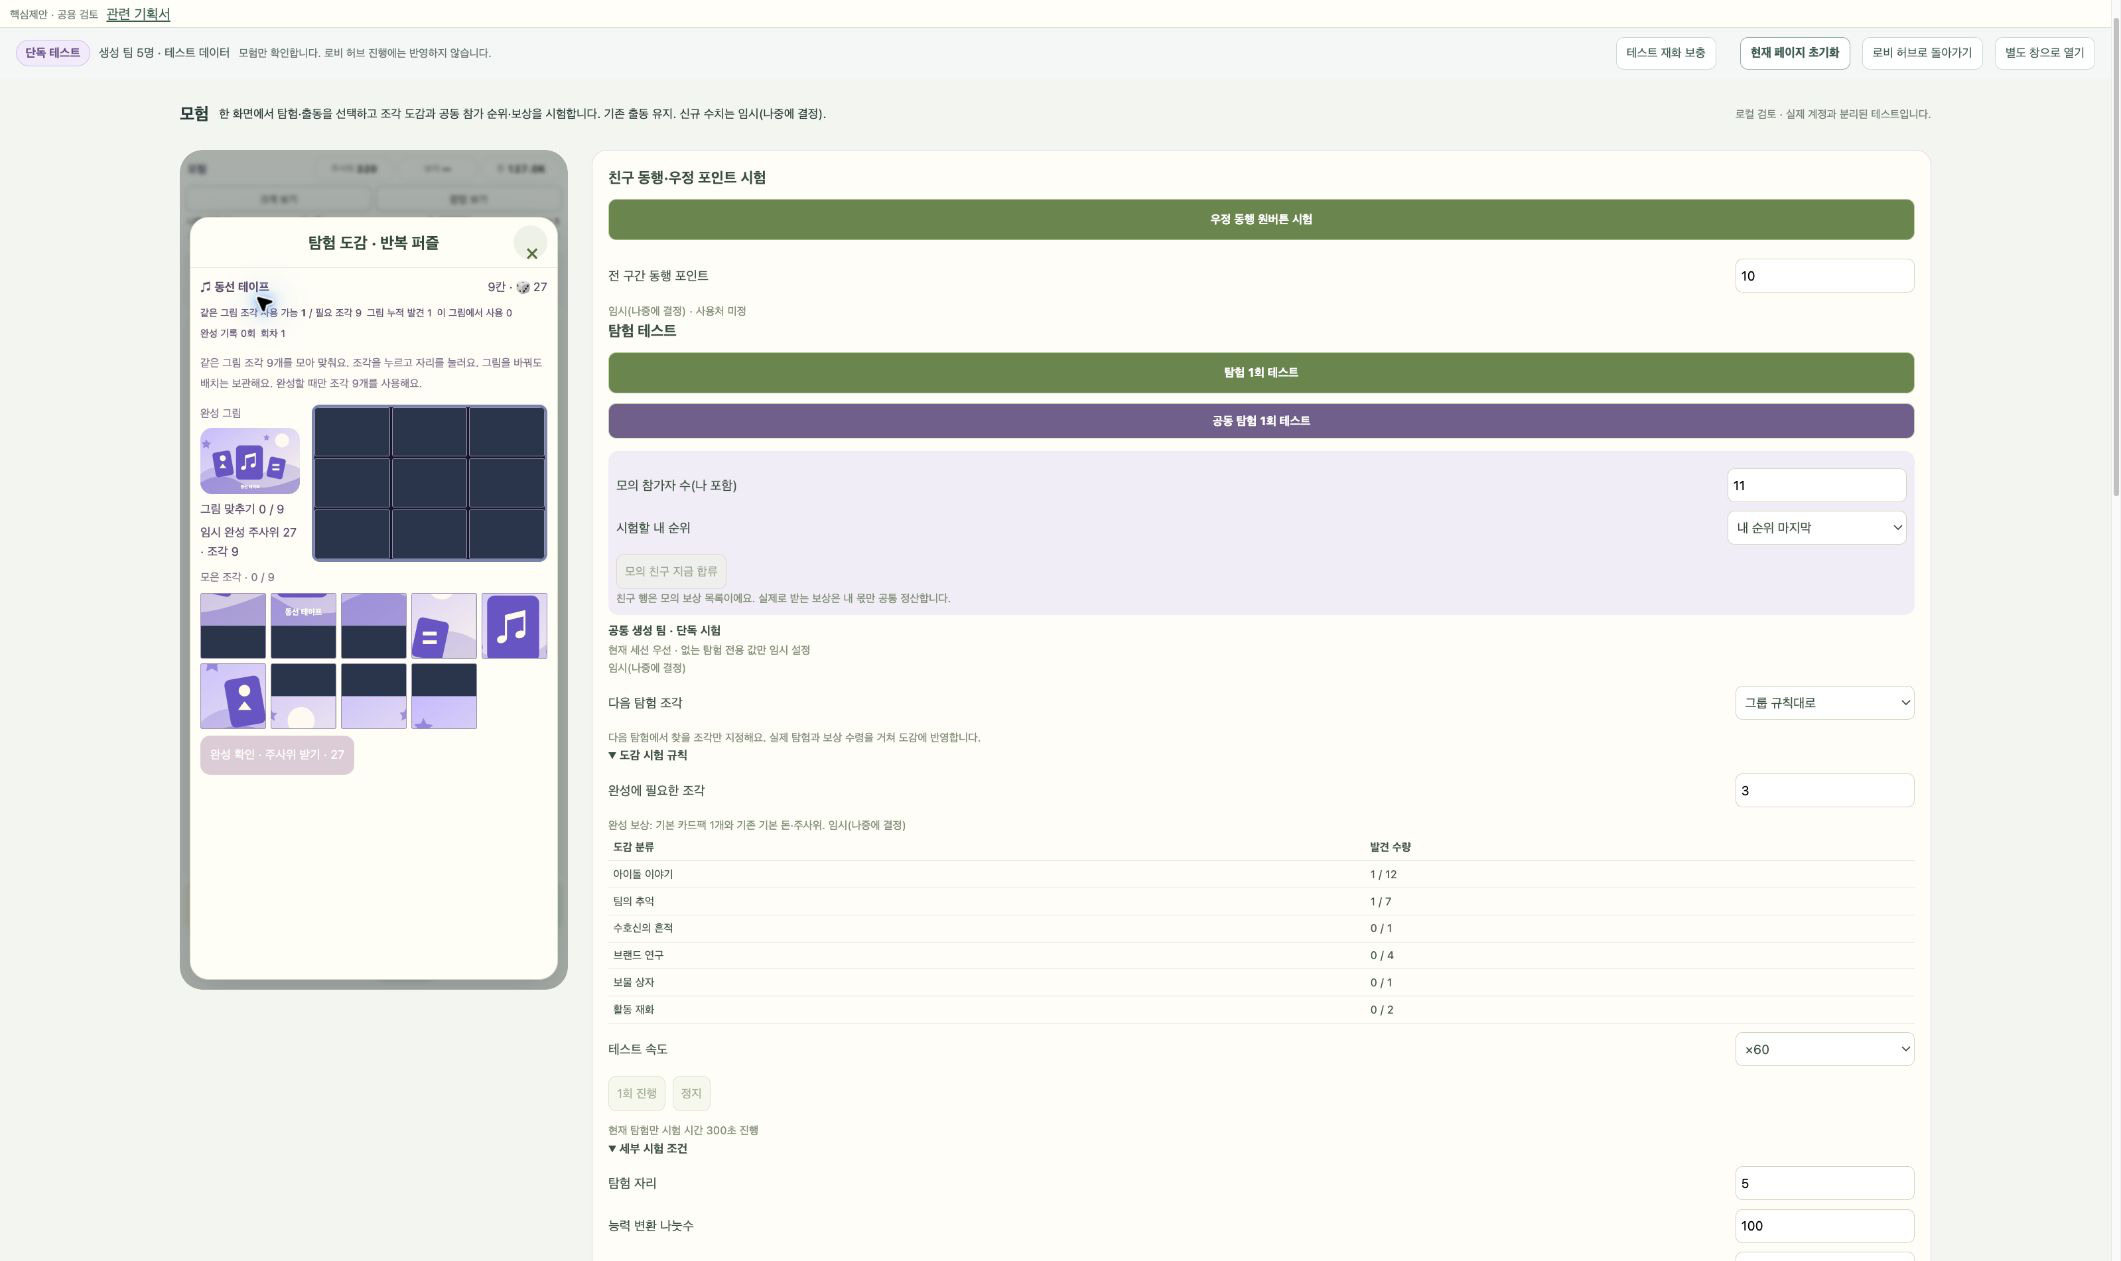 핵심제안 · 공용 검토 관련 기획서
단독 테스트 생성 팀 5명 · 테스트 데이터 모험만 확인합니다. 로비 허브 진행에는 반영하지 않습니다.
테스트 재화 보충 현재 페이지 초기화 로비 허브로 돌아가기 별도 창으로 열기
모험 한 화면에서 탐험·출동을 선택하고 조각 도감과 공동 참가 순위·보상을 시험합니다. 기존 출동 유지. 신규 수치는 임시(나중에 결정).
로컬 검토 · 실제 계정과 분리된 테스트입니다.
탐험 도감 · 반복 퍼즐
×
♫ 동선 테이프 9칸 · 🎲 27
같은 그림 조각 사용 가능 1 / 필요 조각 9 그림 누적 발견 1 이 그림에서 사용 0
완성 기록 0회 회차 1
같은 그림 조각 9개를 모아 맞춰요. 조각을 누르고 자리를 눌러요. 그림을 바꿔도
배치는 보관해요. 완성할 때만 조각 9개를 사용해요.
완성 그림
동선 테이프
그림 맞추기 0 / 9
임시 완성 주사위 27
· 조각 9
모은 조각 · 0 / 9
동선 테이프
완성 확인 · 주사위 받기 · 27
친구 동행·우정 포인트 시험
우정 동행 원버튼 시험
전 구간 동행 포인트 10
임시(나중에 결정) · 사용처 미정
탐험 테스트
탐험 1회 테스트
공동 탐험 1회 테스트
모의 참가자 수(나 포함) 11
시험할 내 순위 내 순위 마지막
모의 친구 지금 합류
친구 행은 모의 보상 목록이에요. 실제로 받는 보상은 내 몫만 공통 정산합니다.
공통 생성 팀 · 단독 시험
현재 세션 우선 · 없는 탐험 전용 값만 임시 설정
임시(나중에 결정)
다음 탐험 조각 그룹 규칙대로
다음 탐험에서 찾을 조각만 지정해요. 실제 탐험과 보상 수령을 거쳐 도감에 반영합니다.
▼ 도감 시험 규칙
완성에 필요한 조각 3
완성 보상: 기본 카드팩 1개와 기존 기본 돈·주사위. 임시(나중에 결정)
도감 분류 발견 수량
아이돌 이야기 1 / 12
팀의 추억 1 / 7
수호신의 흔적 0 / 1
브랜드 연구 0 / 4
보물 상자 0 / 1
활동 재화 0 / 2
테스트 속도 ×60
1회 진행 정지
현재 탐험만 시험 시간 300초 진행
▼ 세부 시험 조건
탐험 자리 5
능력 변환 나눗수 100